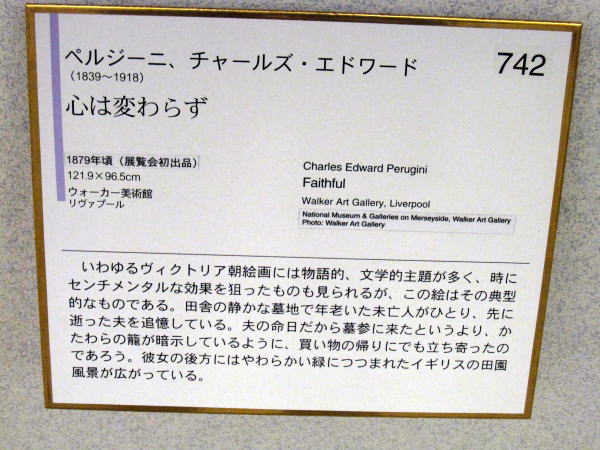 ペルジーニ、チャールズ・エドワード
742
（1839～1918）
心は変わらず
1879年頃（展覧会初出品）
121.9×96.5cm
ウォーカー美術館
リヴァプール
Charles Edward Perugini
Faithful
Walker Art Gallery, Liverpool
National Museum & Galleries on Merseyside, Walker Art Gallery
Photo: Walker Art Gallery
いわゆるヴィクトリア朝絵画には物語的、文学的主題が多く、時に
センチメンタルな効果を狙ったものも見られるが、この絵はその典型
的なものである。田舎の静かな墓地で年老いた未亡人がひとり、先に
逝った夫を追憶している。夫の命日だから墓参に来たというより、か
たわらの籠が暗示しているように、買い物の帰りにでも立ち寄ったの
であろう。彼女の後方にはやわらかい緑につつまれたイギリスの田園
風景が広がっている。